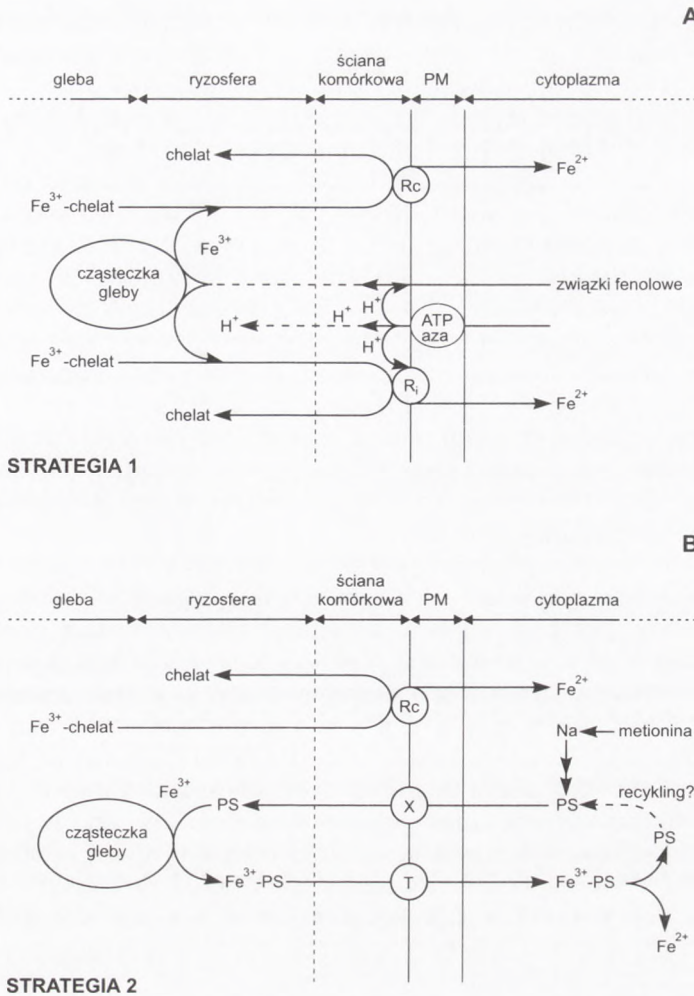 A
gleba
ryzosfera
ściana
komórkowa
PM
cytoplazma
chelat
Rc
Fe²⁺
Fe³⁺-chelat
Fe³⁺
cząsteczka
gleby
związki fenolowe
H⁺
H⁺
H⁺
ATP
aza
H⁺
Fe³⁺-chelat
Rᵢ
chelat
Fe²⁺
STRATEGIA 1
B
gleba
ryzosfera
ściana
komórkowa
PM
cytoplazma
chelat
Rc
Fe²⁺
Fe³⁺-chelat
Na
metionina
Fe³⁺
PS
X
PS
recykling?
cząsteczka
gleby
PS
Fe³⁺-PS
T
Fe³⁺-PS
Fe²⁺
STRATEGIA 2